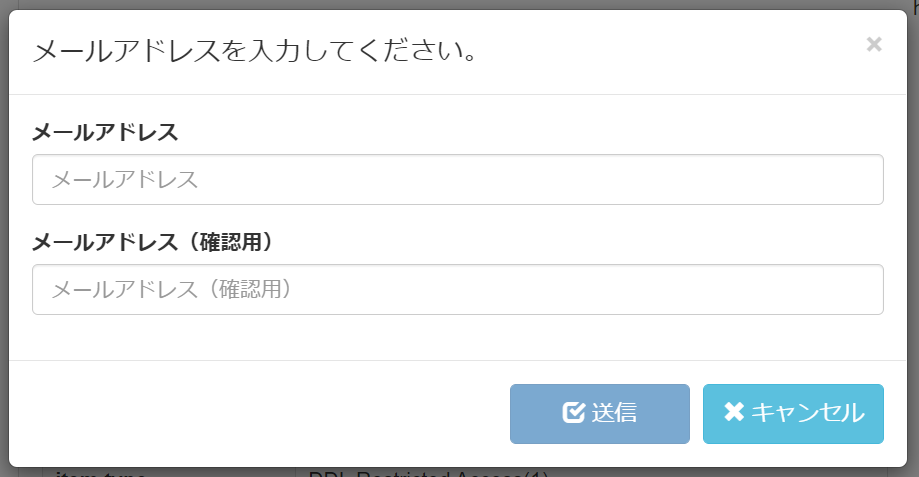 メールアドレスを入力してください。
×
メールアドレス
メールアドレス
メールアドレス（確認用）
メールアドレス（確認用）
送信
キャンセル